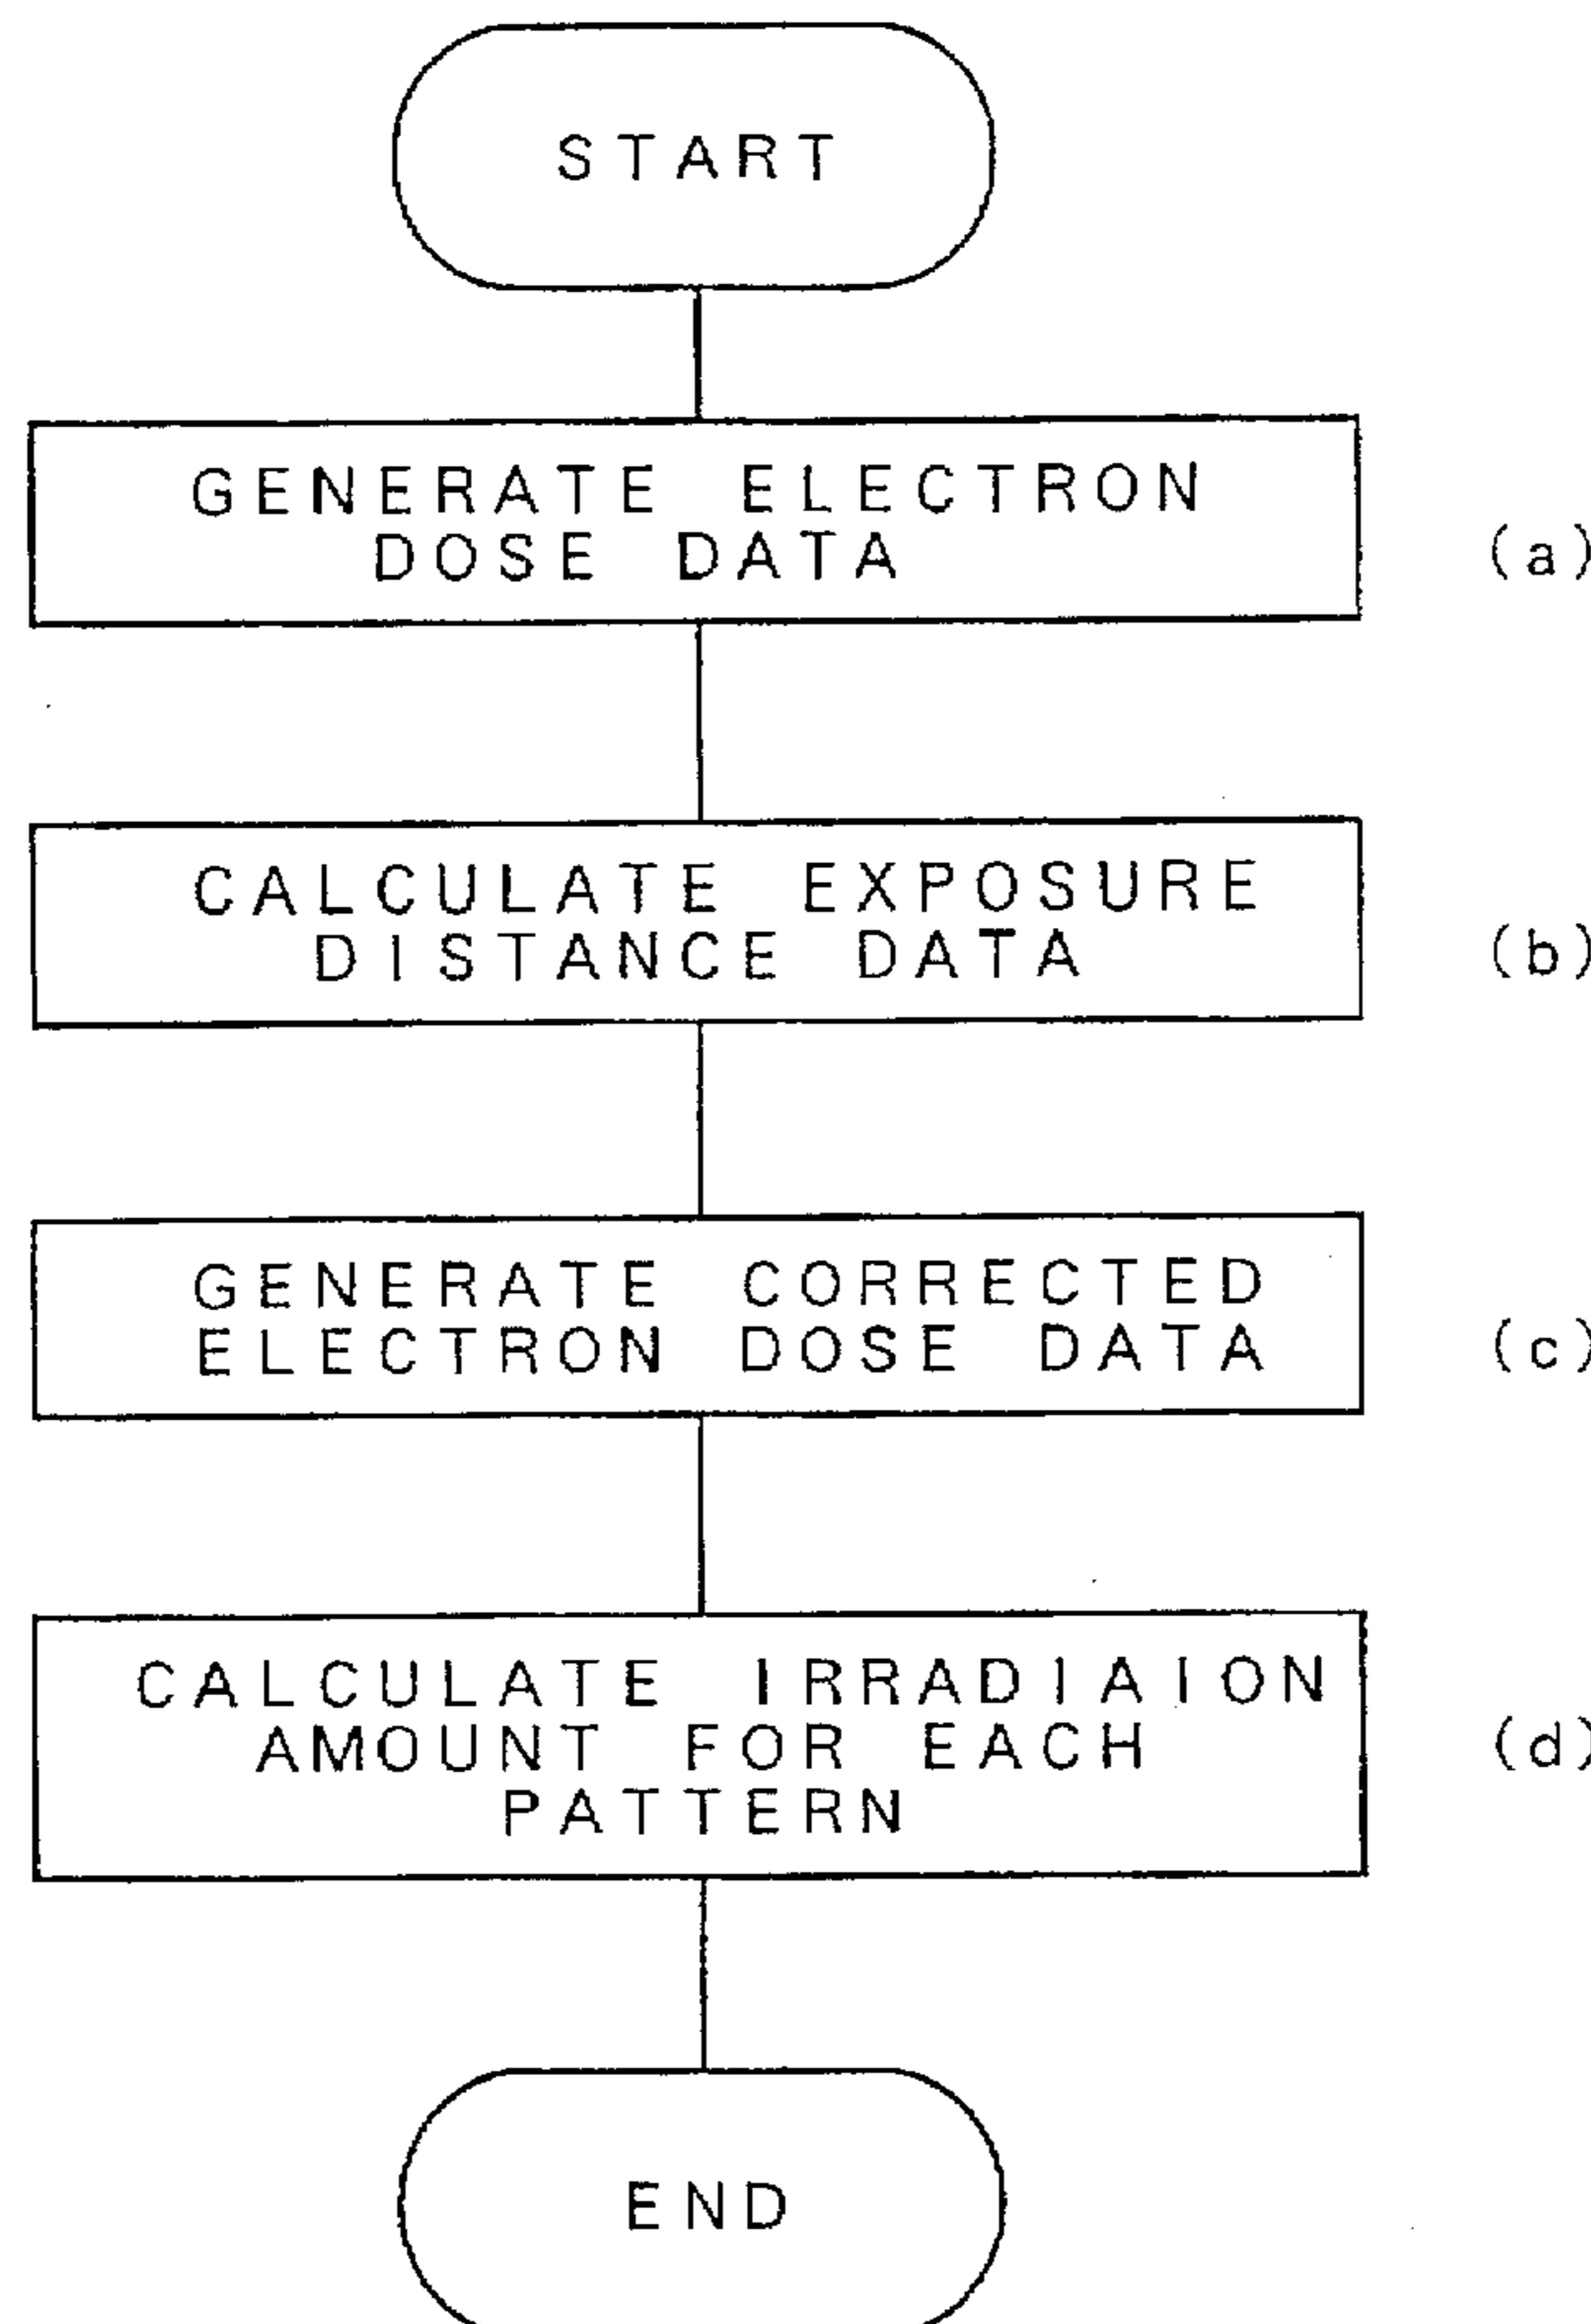 START
GENERATE ELECTRON
DOSE DATA
(a)
CALCULATE EXPOSURE
DISTANCE DATA
(b)
GENERATE CORRECTED
ELECTRON DOSE DATA
(c)
CALCULATE IRRADIAION
AMOUNT FOR EACH
PATTERN
(d)
END